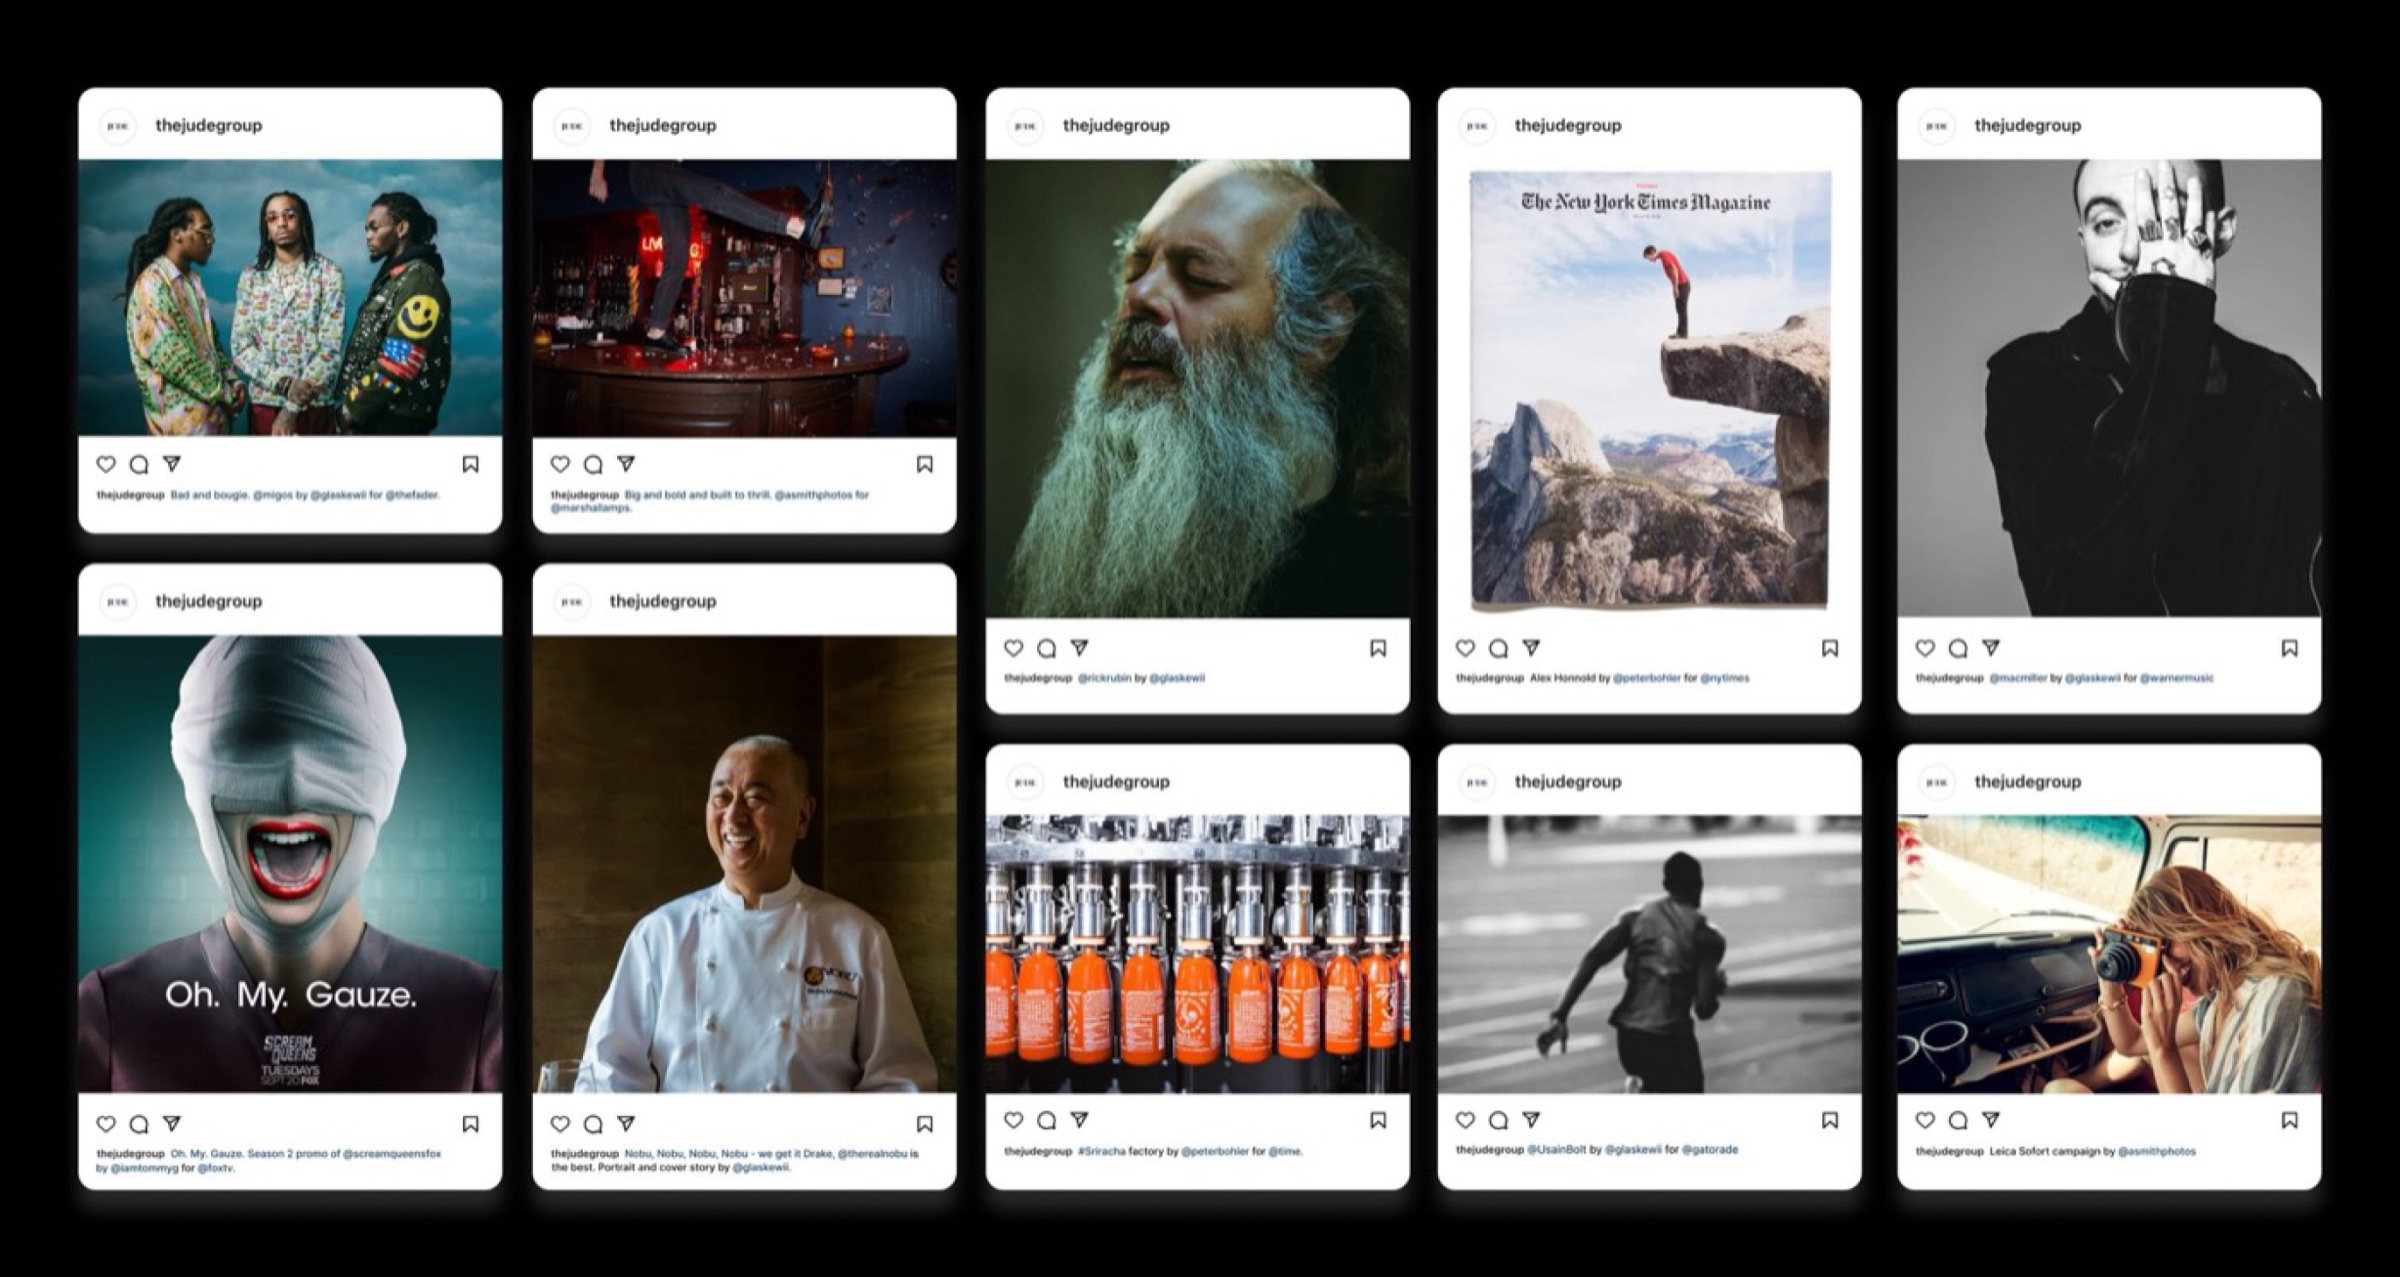 thejudegroup
thejudegroup Bad and bougie. @migos by @glaskewii for @thefader.
thejudegroup
thejudegroup Big and bold and built to thrill. @asmithphotos for
@marshallamps.
thejudegroup
thejudegroup @rickrubin by @glaskewii
thejudegroup
The New York Times Magazine
thejudegroup Alex Honnold by @peterbohler for @nytimes
thejudegroup
thejudegroup @macmiller by @glaskewii for @warnermusic
thejudegroup
Oh. My. Gauze.
SCREAM
QUEENS
TUESDAYS
SEPT 20 FOX
thejudegroup Oh. My. Gauze. Season 2 promo of @screamqueensfox
by @iamtommyg for @foxtv.
thejudegroup
NOBU
thejudegroup Nobu, Nobu, Nobu, Nobu - we get it Drake, @therealnobu is
the best. Portrait and cover story by @glaskewii.
thejudegroup
thejudegroup #Sriracha factory by @peterbohler for @time.
thejudegroup
thejudegroup @UsainBolt by @glaskewii for @gatorade
thejudegroup
thejudegroup Leica Sofort campaign by @asmithphotos